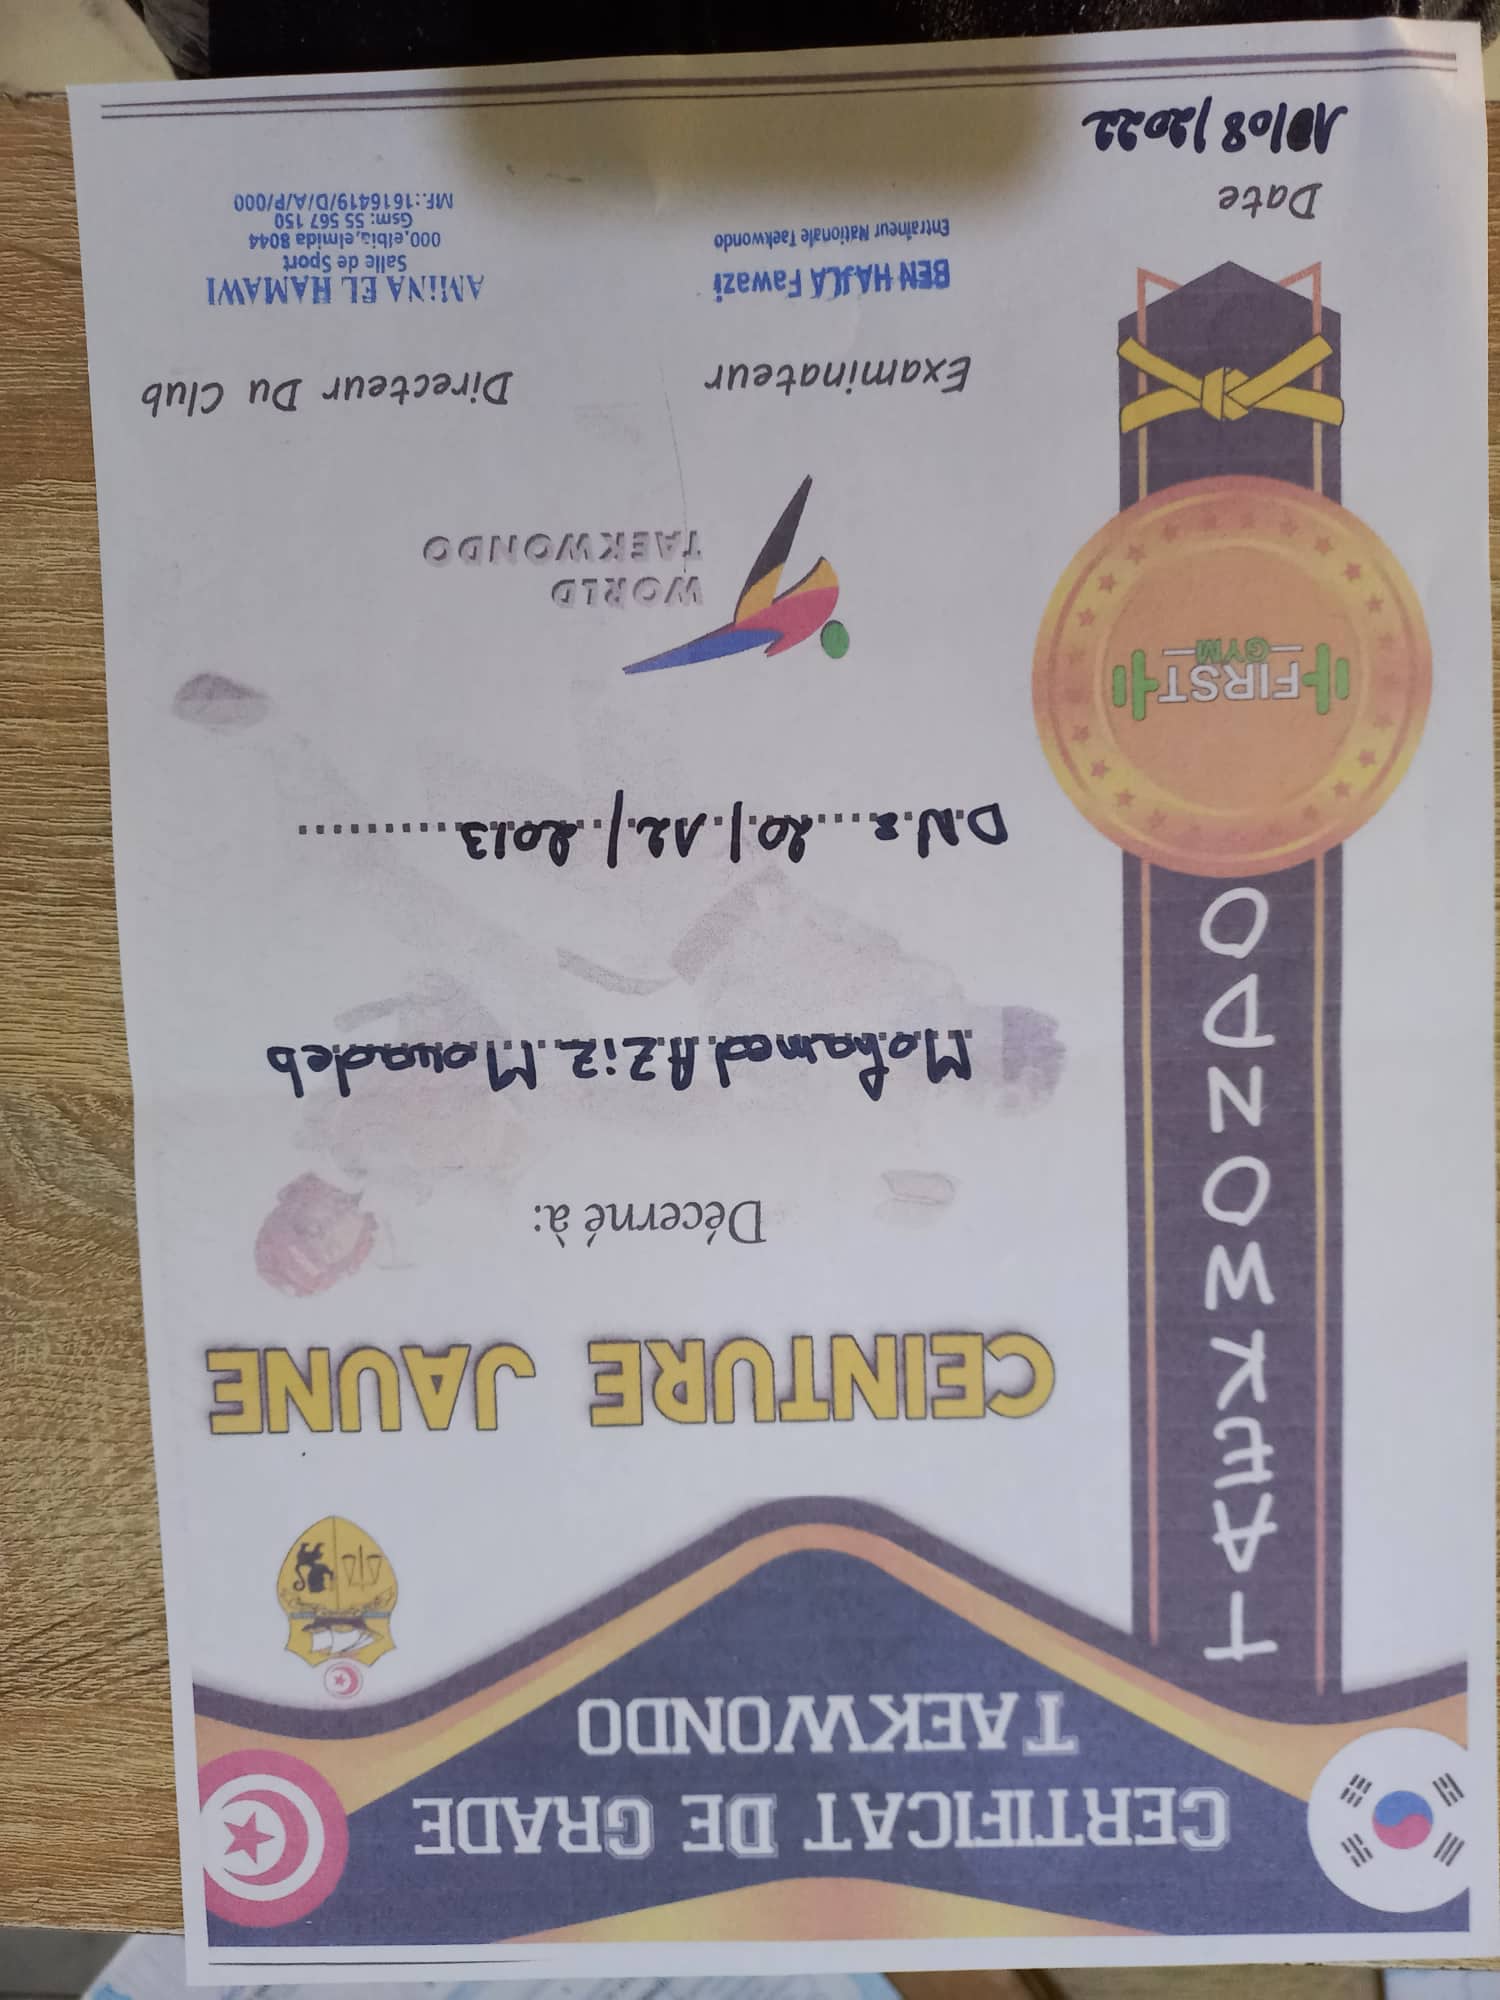 CERTIFICAT DE GRADE
TAEKWONDO
CEINTURE JAUNE
Décerné à:
Mohamed AZiz Mouadeb
D.N: 20/12/2013
TAEKWONDO
FIRST
GYM
WORLD
TAEKWONDO
Examinateur
Directeur Du Club
BEN HAJLA Fawazi
Entraîneur Nationale Taekwondo
AMiNA EL HAMAWI
Salle de Sport
000,elbia,elmida 8044
Gsm: 55 567 150
MF.:1616419/D/A/P/000
Date
/08/2022